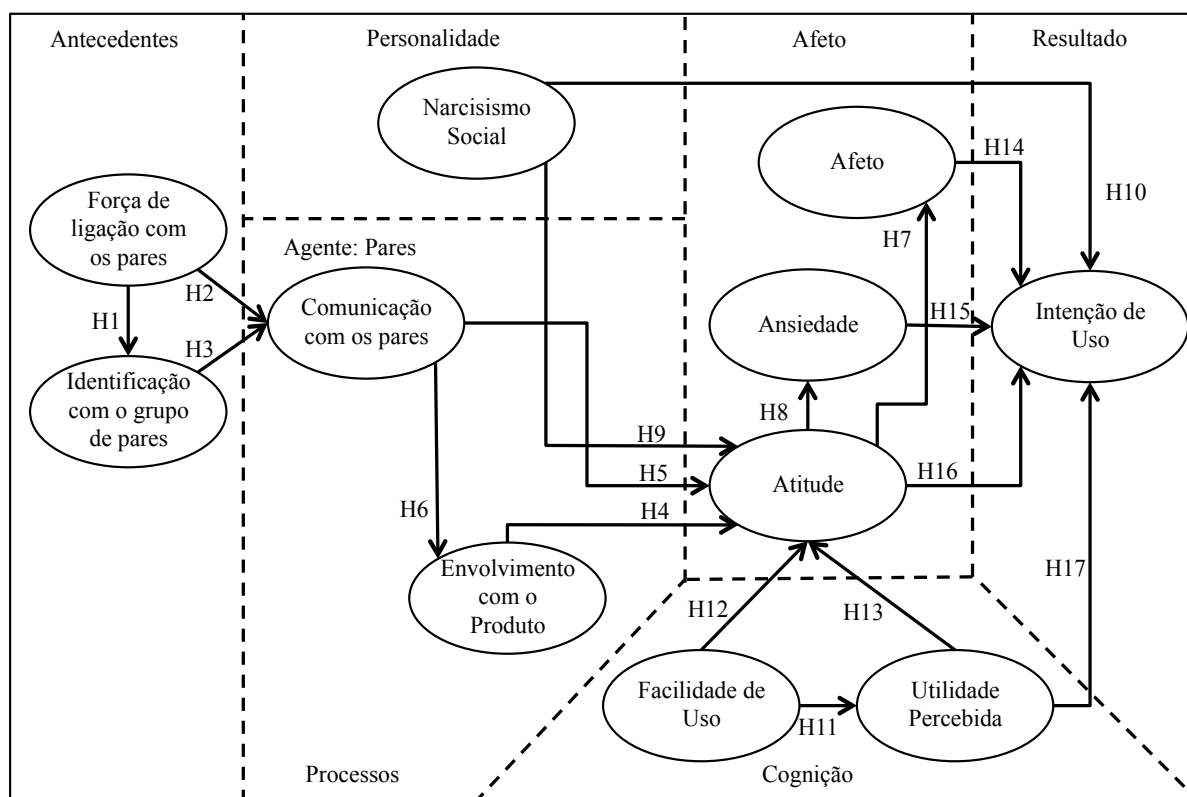 Antecedentes
Personalidade
Afeto
Resultado
Narcisismo
Social
Afeto
H14
H10
Força de
ligação com
os pares
H7
Agente: Pares
H2
Comunicação
com os pares
Ansiedade
H15
Intenção de
Uso
H1
H3
Identificação
com o grupo
de pares
H8
H9
H5
Atitude
H16
H6
H4
Envolvimento
com o
Produto
H12
H13
H17
Facilidade de
Uso
H11
Utilidade
Percebida
Processos
Cognição